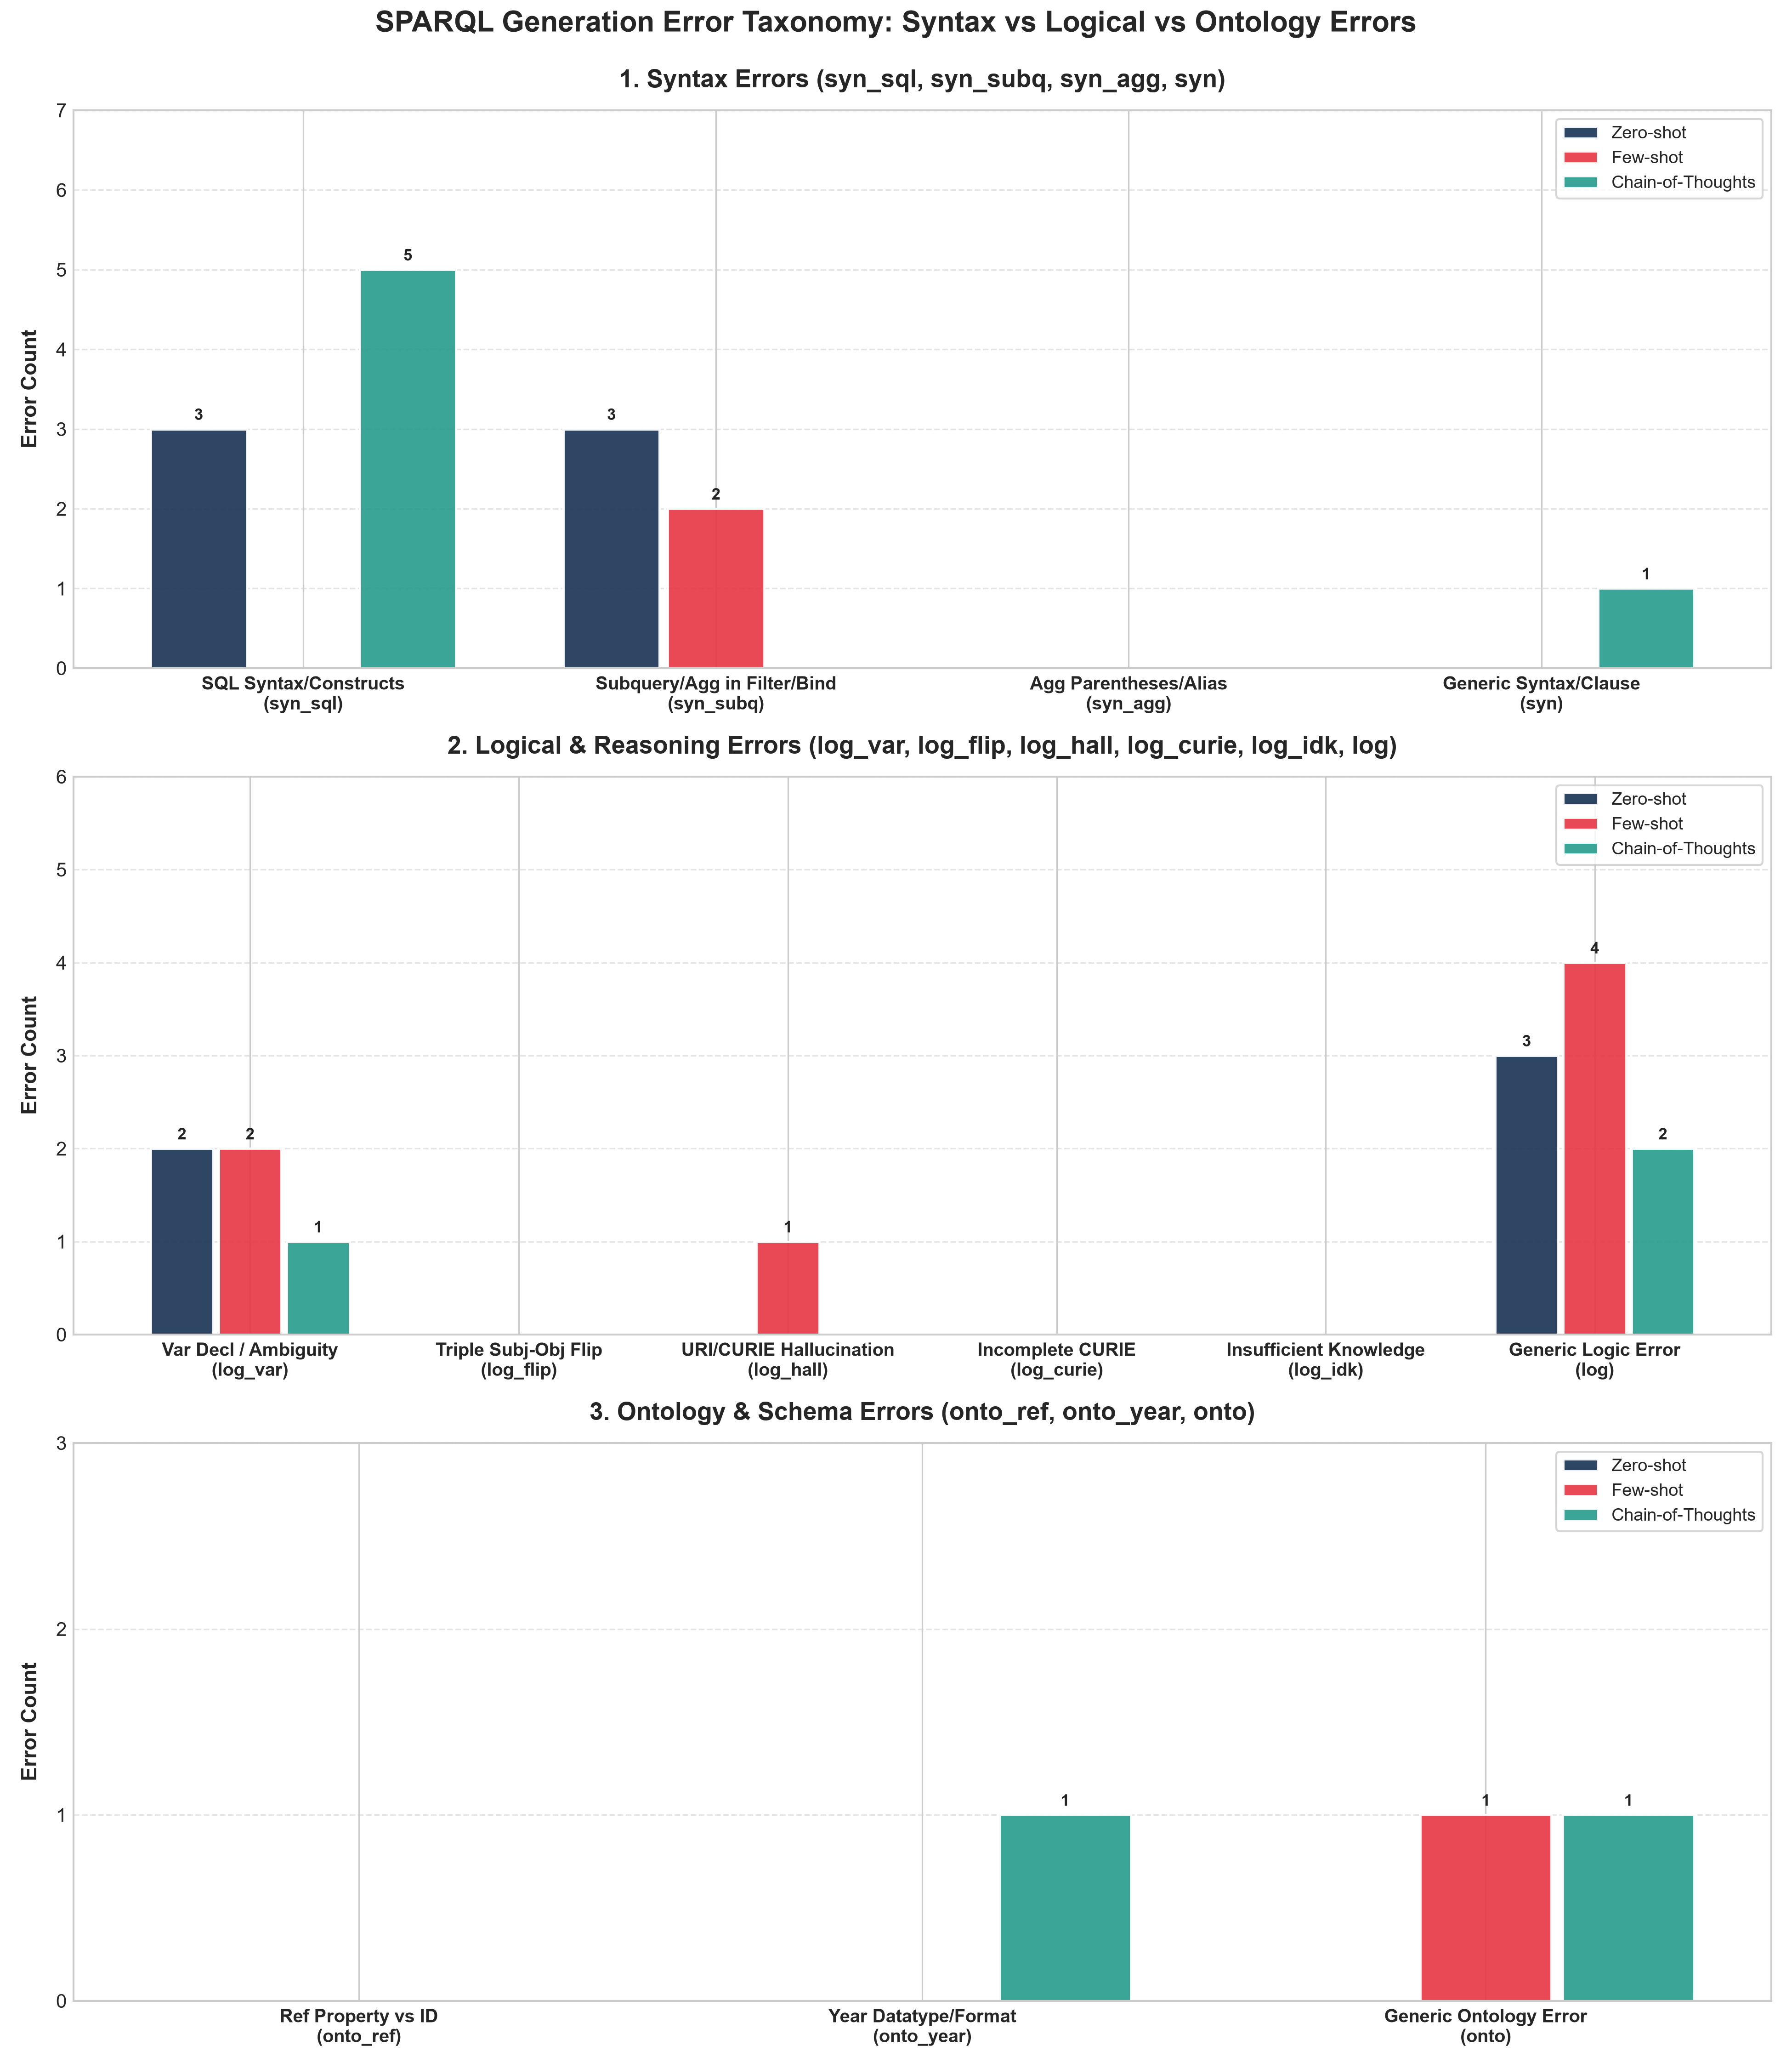 SPARQL Generation Error Taxonomy: Syntax vs Logical vs Ontology Errors
1. Syntax Errors (syn_sql, syn_subq, syn_agg, syn)
Error Count
7
6
5
4
3
2
1
0
Zero-shot
Few-shot
Chain-of-Thoughts
3
5
3
2
1
SQL Syntax/Constructs
(syn_sql)
Subquery/Agg in Filter/Bind
(syn_subq)
Agg Parentheses/Alias
(syn_agg)
Generic Syntax/Clause
(syn)
2. Logical & Reasoning Errors (log_var, log_flip, log_hall, log_curie, log_idk, log)
Error Count
6
5
4
3
2
1
0
Zero-shot
Few-shot
Chain-of-Thoughts
2
2
1
1
3
4
2
Var Decl / Ambiguity
(log_var)
Triple Subj-Obj Flip
(log_flip)
URI/CURIE Hallucination
(log_hall)
Incomplete CURIE
(log_curie)
Insufficient Knowledge
(log_idk)
Generic Logic Error
(log)
3. Ontology & Schema Errors (onto_ref, onto_year, onto)
Error Count
3
2
1
0
Zero-shot
Few-shot
Chain-of-Thoughts
1
1
1
Ref Property vs ID
(onto_ref)
Year Datatype/Format
(onto_year)
Generic Ontology Error
(onto)